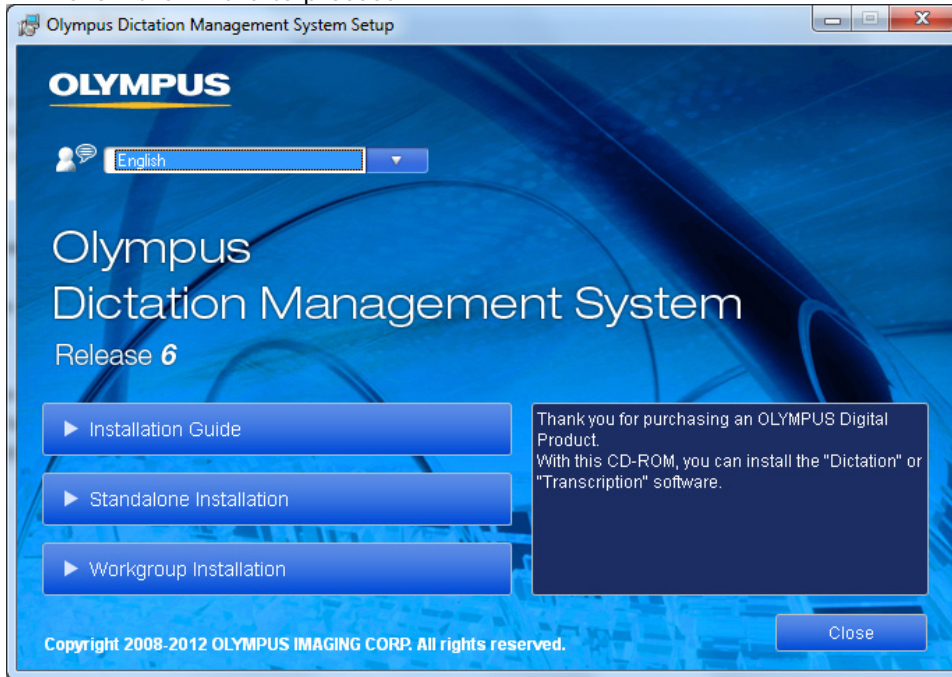 Olympus Dictation Management System Setup
OLYMPUS
English
Olympus
Dictation Management System
Release 6
Installation Guide
Standalone Installation
Workgroup Installation
Thank you for purchasing an OLYMPUS Digital
Product.
With this CD-ROM, you can install the "Dictation" or
"Transcription" software.
Close
Copyright 2008-2012 OLYMPUS IMAGING CORP. All rights reserved.